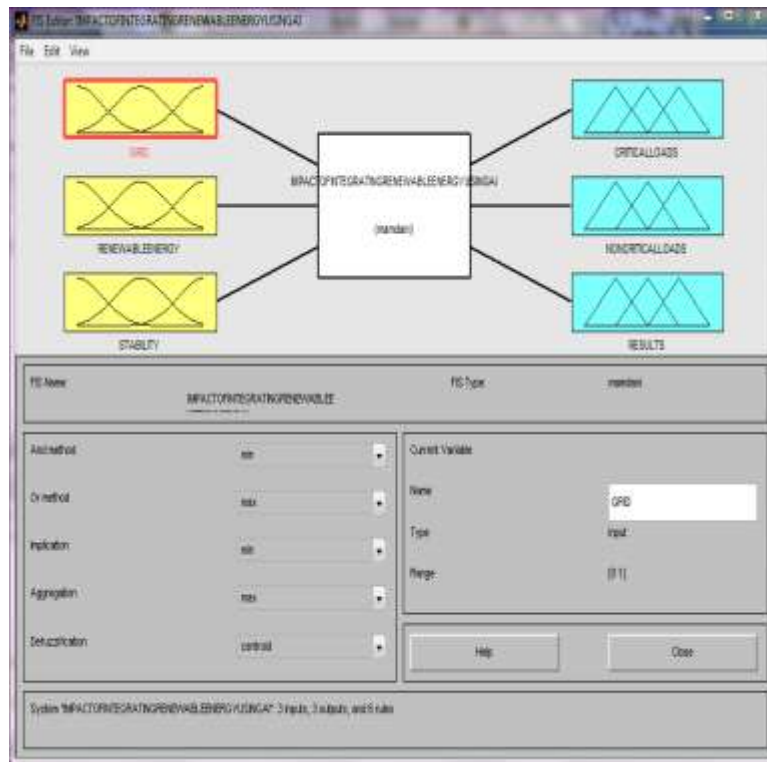 FIS Editor: IMPACTOFINTEGRATINGRENEWABLEENERGYUSINGAI
File Edit View
GRID
RENEWABLEENERGY
STABILITY
IMPACTOFINTEGRATINGRENEWABLEENERGYUSINGAI
(mamdani)
CRITICALLOADS
NONCRITICALLOADS
RESULTS
FIS Name:
IMPACTOFINTEGRATINGRENEWABLEE
FIS Type:
mamdani
And method
min
Or method
max
Implication
min
Aggregation
max
Defuzzification
centroid
Current Variable
Name
GRID
Type
input
Range
[0 1]
Help
Close
System "IMPACTOFINTEGRATINGRENEWABLEENERGYUSINGAI": 3 inputs, 3 outputs, and 6 rules